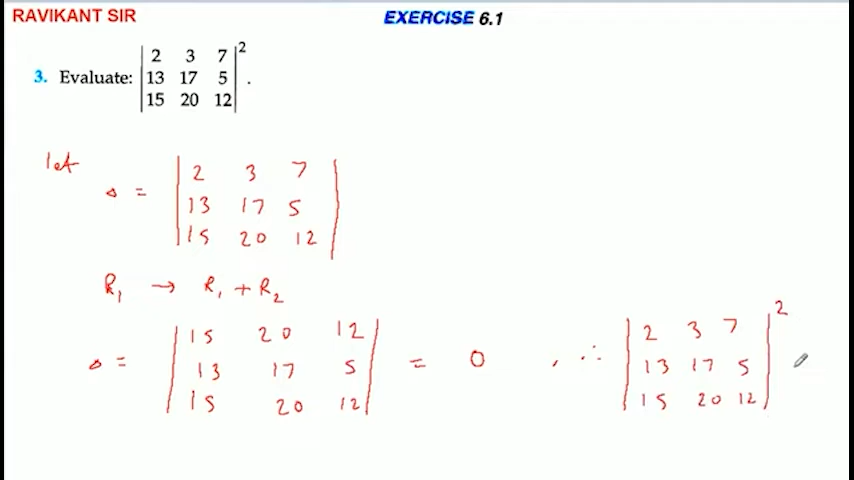 RAVIKANT SIR
EXERCISE 6.1
3. Evaluate: | 2 3 7 |²
| 13 17 5 | .
| 15 20 12 |
let
Δ = | 2 3 7 |
| 13 17 5 |
| 15 20 12 |
R₁ → R₁ + R₂
Δ = | 15 20 12 |
| 13 17 5 | = 0
| 15 20 12 |
, ∴ | 2 3 7 |²
| 13 17 5 |
| 15 20 12 |